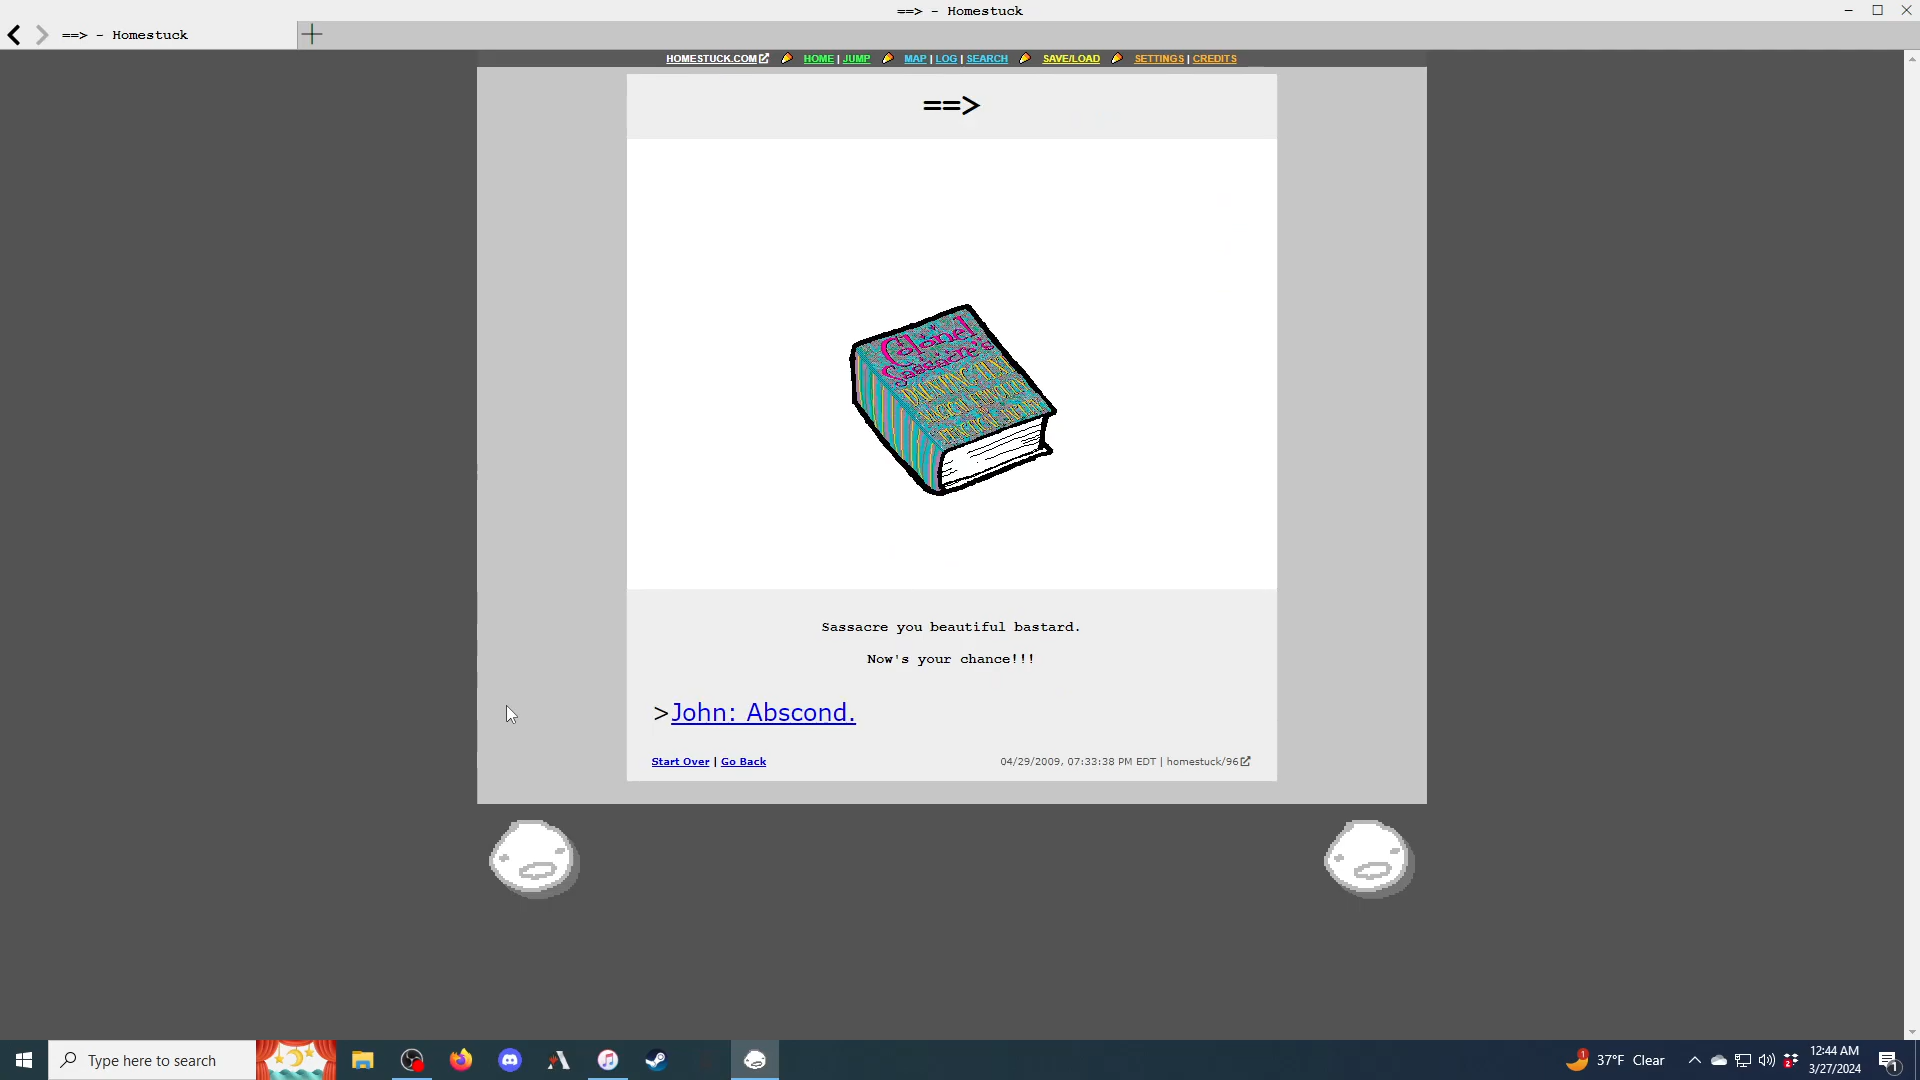 ==> - Homestuck
==> - Homestuck
HOMESTUCK.COM HOME | JUMP MAP | LOG | SEARCH SAVE/LOAD SETTINGS | CREDITS
==>
Colonel
Sassacre's
Sassacre you beautiful bastard.
Now's your chance!!!
>John: Abscond.
Start Over | Go Back 04/29/2009, 07:33:38 PM EDT | homestuck/96
Type here to search 37°F Clear 12:44 AM
3/27/2024